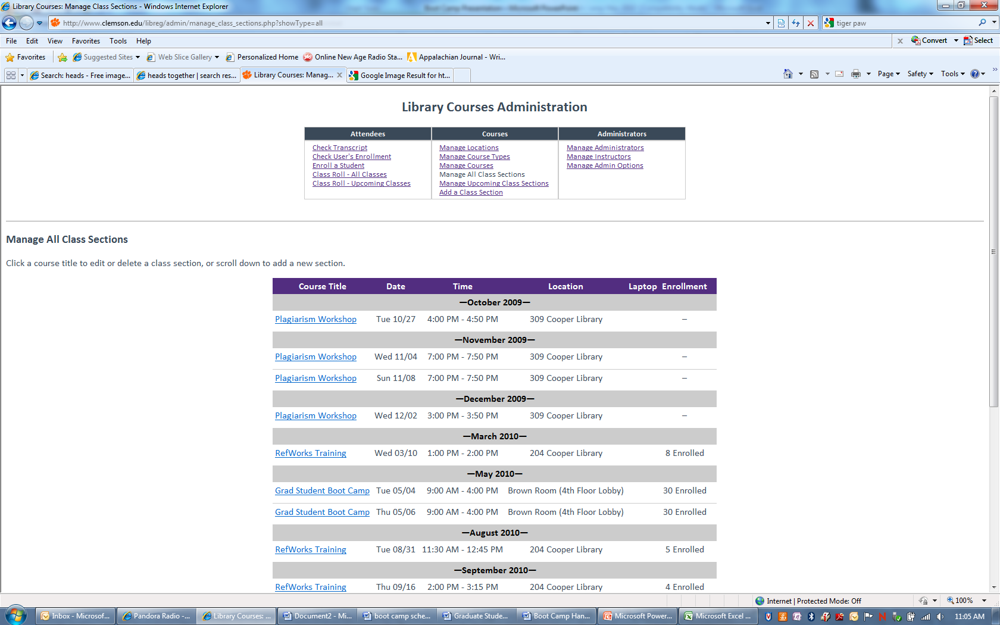 Library Courses: Manage Class Sections - Windows Internet Explorer
http://www.clemson.edu/libreg/admin/manage_class_sections.php?showType=all
tiger paw
File Edit View Favorites Tools Help
x Convert Select
Favorites Suggested Sites Web Slice Gallery Personalized Home Online New Age Radio Sta... Appalachian Journal - Wri...
Search: heads - Free image... heads together | search res... Library Courses: Manag... Google Image Result for ht... Page Safety Tools
Library Courses Administration
Attendees Courses Administrators
Check Transcript Manage Locations Manage Administrators
Check User's Enrollment Manage Course Types Manage Instructors
Enroll a Student Manage Courses Manage Admin Options
Class Roll - All Classes Manage All Class Sections
Class Roll - Upcoming Classes Manage Upcoming Class Sections
Add a Class Section
Manage All Class Sections
Click a course title to edit or delete a class section, or scroll down to add a new section.
Course Title Date Time Location Laptop Enrollment
—October 2009—
Plagiarism Workshop Tue 10/27 4:00 PM - 4:50 PM 309 Cooper Library –
—November 2009—
Plagiarism Workshop Wed 11/04 7:00 PM - 7:50 PM 309 Cooper Library –
Plagiarism Workshop Sun 11/08 7:00 PM - 7:50 PM 309 Cooper Library –
—December 2009—
Plagiarism Workshop Wed 12/02 3:00 PM - 3:50 PM 309 Cooper Library –
—March 2010—
RefWorks Training Wed 03/10 1:00 PM - 2:00 PM 204 Cooper Library 8 Enrolled
—May 2010—
Grad Student Boot Camp Tue 05/04 9:00 AM - 4:00 PM Brown Room (4th Floor Lobby) 30 Enrolled
Grad Student Boot Camp Thu 05/06 9:00 AM - 4:00 PM Brown Room (4th Floor Lobby) 30 Enrolled
—August 2010—
RefWorks Training Tue 08/31 11:30 AM - 12:45 PM 204 Cooper Library 5 Enrolled
—September 2010—
RefWorks Training Thu 09/16 2:00 PM - 3:15 PM 204 Cooper Library 4 Enrolled
Internet | Protected Mode: Off 100%
Inbox - Microsof... Pandora Radio -... Library Courses: ... Document2 - Mi... boot camp sche... Graduate Stude... Boot Camp Han... Microsoft Power... Microsoft Excel ... 11:05 AM